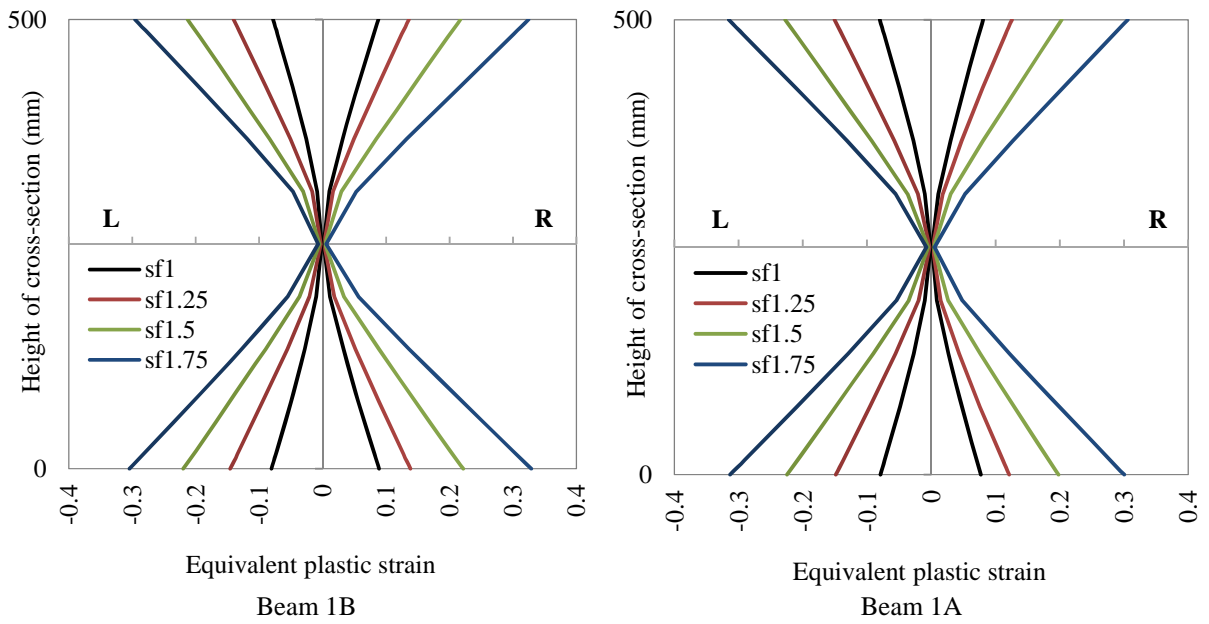 500
Height of cross-section (mm)
L
R
sf1
sf1.25
sf1.5
sf1.75
0
-0.4
-0.3
-0.2
-0.1
0
0.1
0.2
0.3
0.4
Equivalent plastic strain
Beam 1B
500
Height of cross-section (mm)
L
R
sf1
sf1.25
sf1.5
sf1.75
0
-0.4
-0.3
-0.2
-0.1
0
0.1
0.2
0.3
0.4
Equivalent plastic strain
Beam 1A